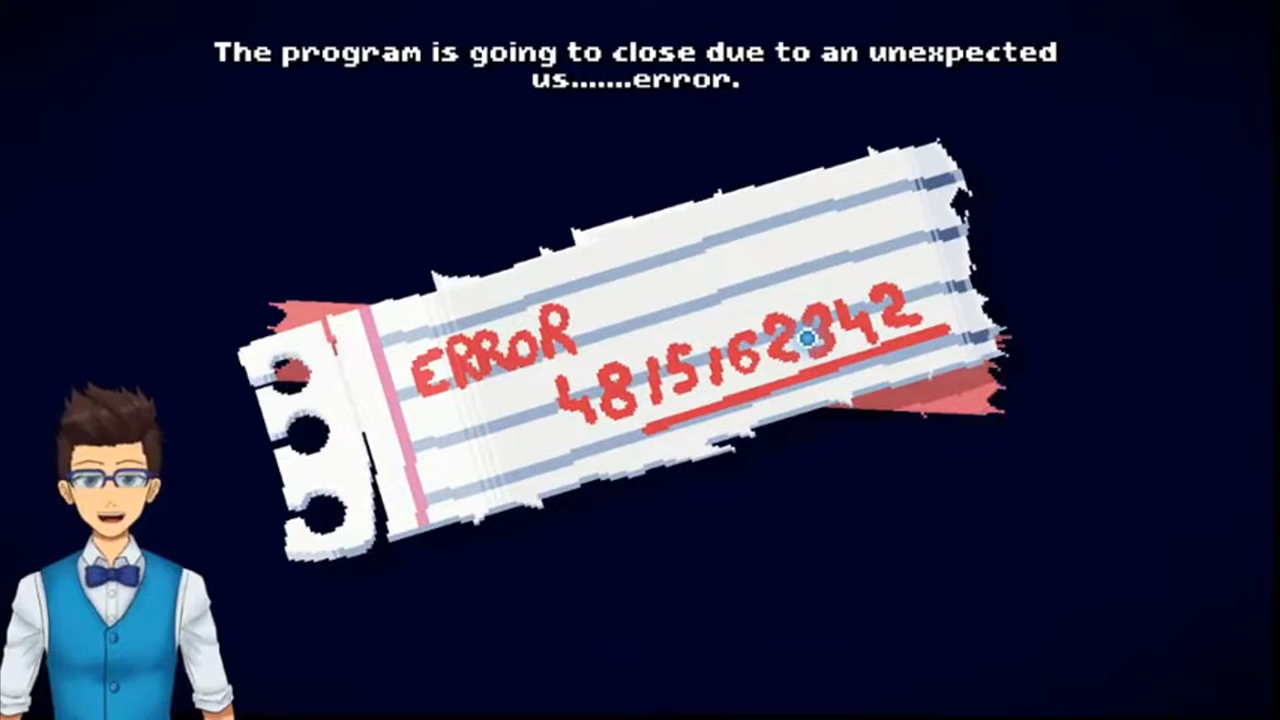 The program is going to close due to an unexpected
us.......error.
ERROR
4815162342